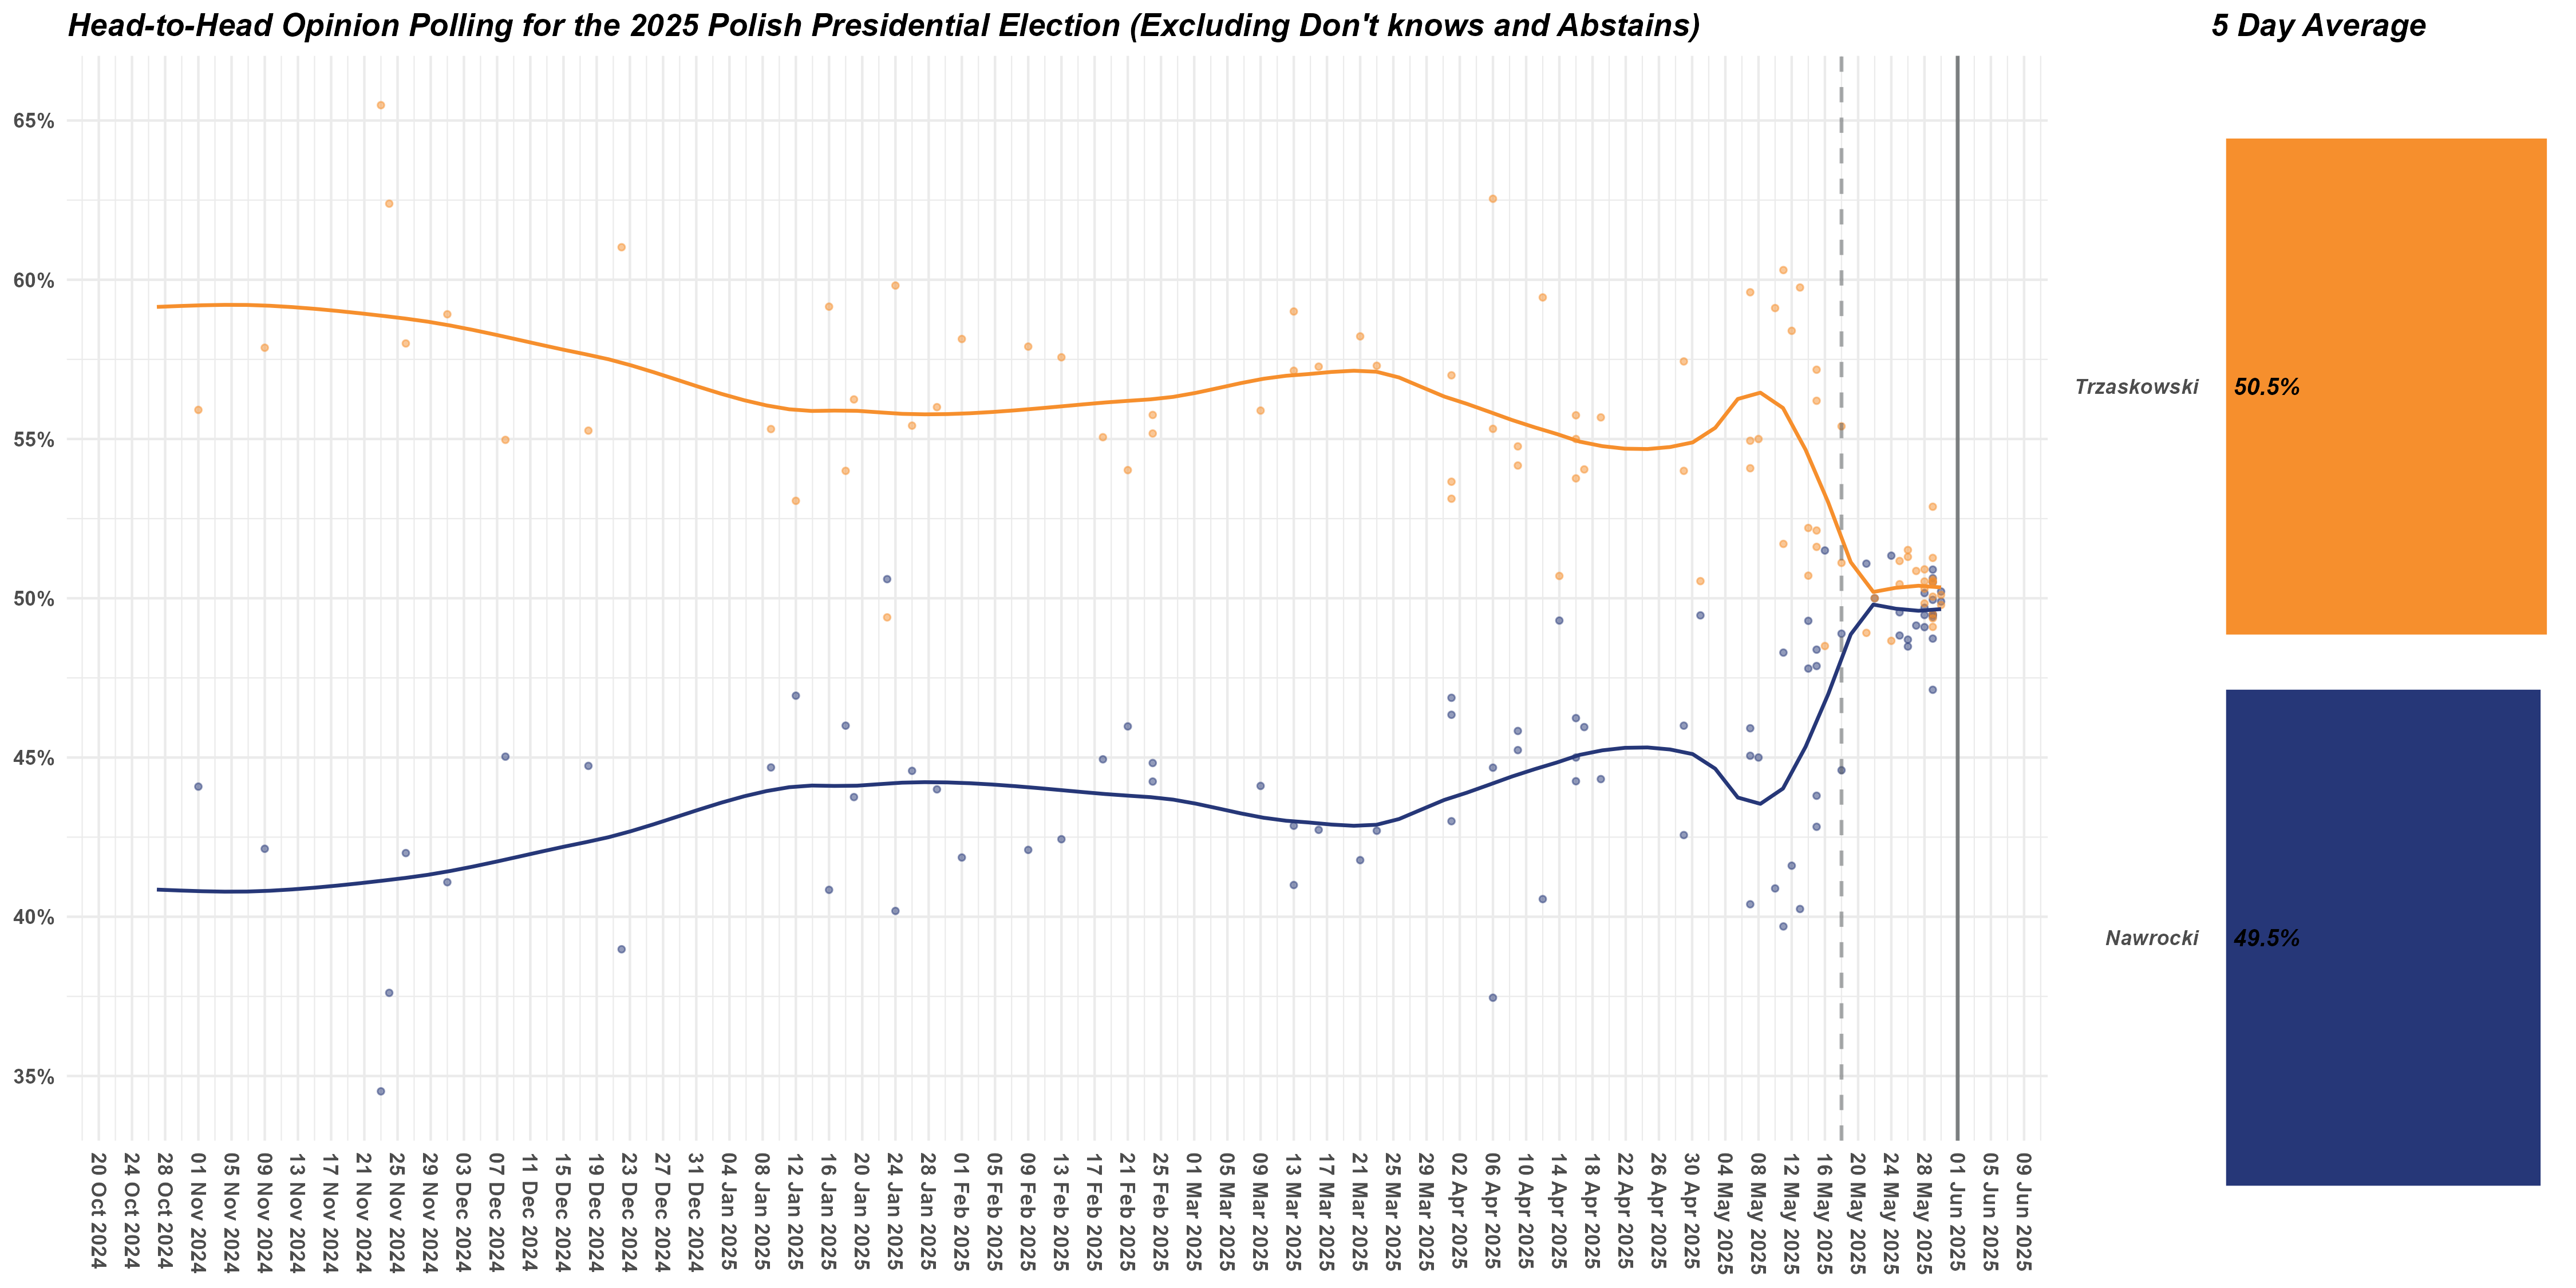 Head-to-Head Opinion Polling for the 2025 Polish Presidential Election (Excluding Don't knows and Abstains)
5 Day Average
65%
60%
55%
50%
45%
40%
35%
Trzaskowski
50.5%
Nawrocki
49.5%
20 Oct 2024
24 Oct 2024
28 Oct 2024
01 Nov 2024
05 Nov 2024
09 Nov 2024
13 Nov 2024
17 Nov 2024
21 Nov 2024
25 Nov 2024
29 Nov 2024
03 Dec 2024
07 Dec 2024
11 Dec 2024
15 Dec 2024
19 Dec 2024
23 Dec 2024
27 Dec 2024
31 Dec 2024
04 Jan 2025
08 Jan 2025
12 Jan 2025
16 Jan 2025
20 Jan 2025
24 Jan 2025
28 Jan 2025
01 Feb 2025
05 Feb 2025
09 Feb 2025
13 Feb 2025
17 Feb 2025
21 Feb 2025
25 Feb 2025
01 Mar 2025
05 Mar 2025
09 Mar 2025
13 Mar 2025
17 Mar 2025
21 Mar 2025
25 Mar 2025
29 Mar 2025
02 Apr 2025
06 Apr 2025
10 Apr 2025
14 Apr 2025
18 Apr 2025
22 Apr 2025
26 Apr 2025
30 Apr 2025
04 May 2025
08 May 2025
12 May 2025
16 May 2025
20 May 2025
24 May 2025
28 May 2025
01 Jun 2025
05 Jun 2025
09 Jun 2025